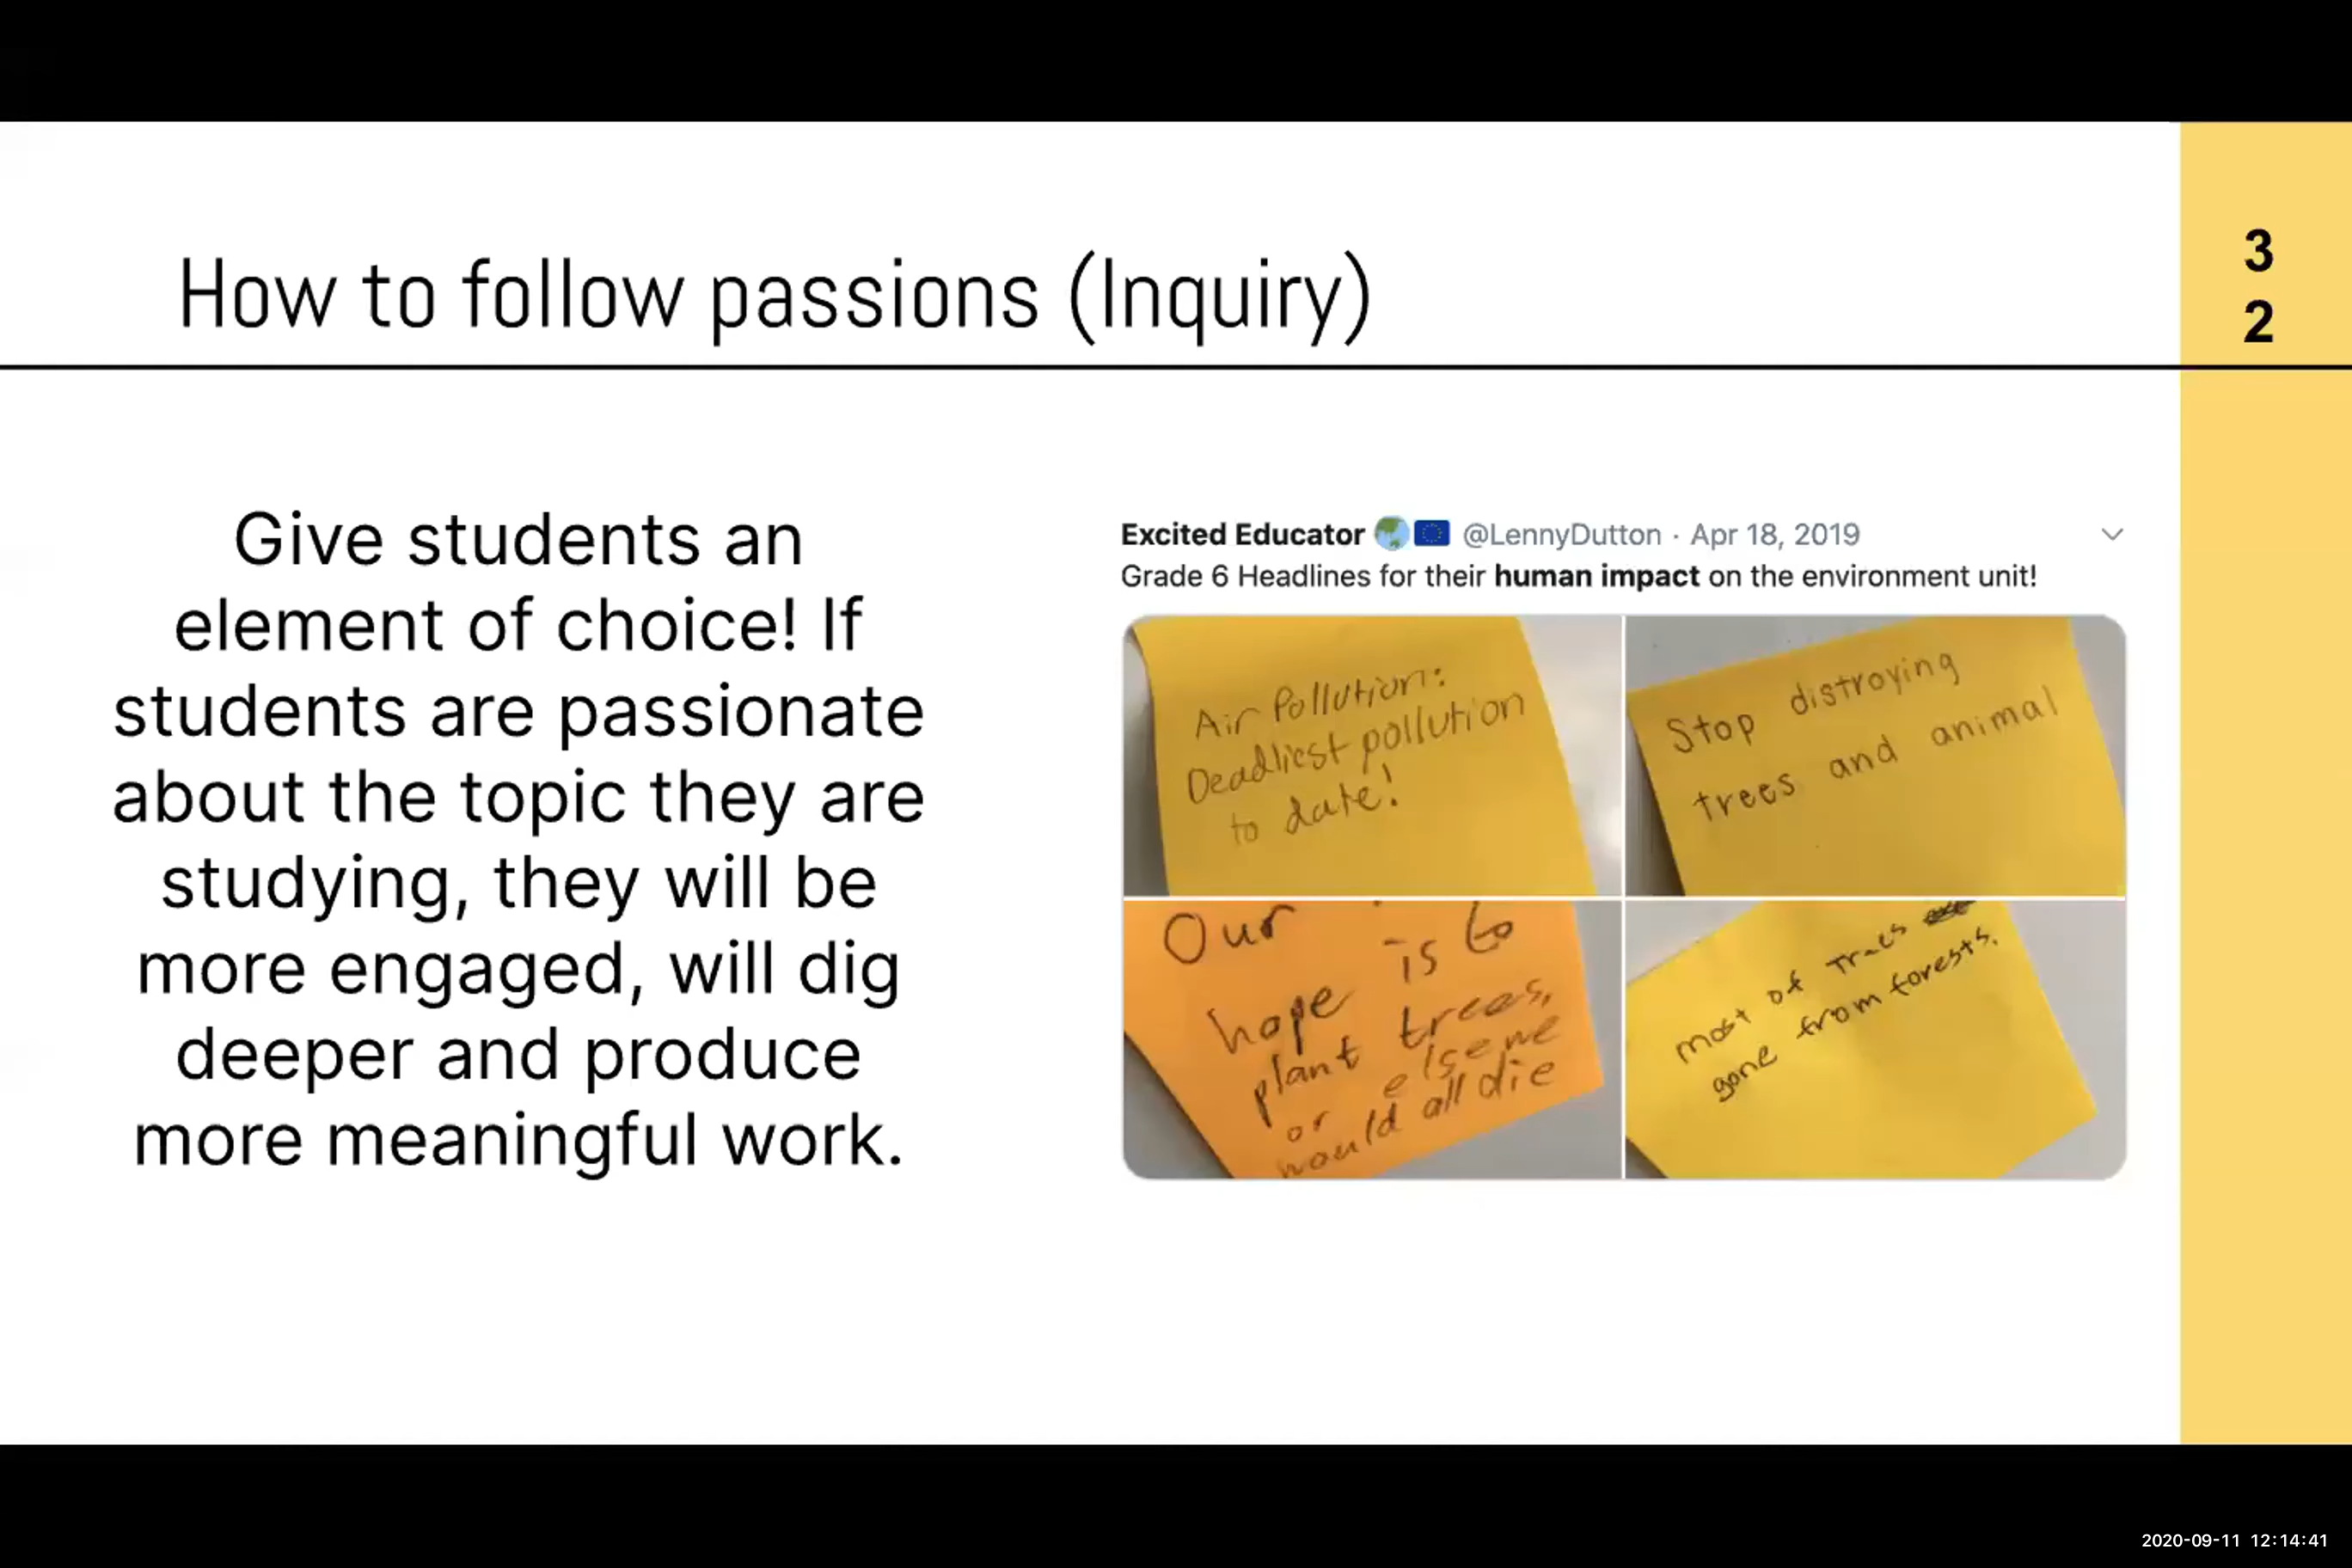 How to follow passions (Inquiry)
3
2
Give students an
element of choice! If
students are passionate
about the topic they are
studying, they will be
more engaged, will dig
deeper and produce
more meaningful work.
Excited Educator @LennyDutton · Apr 18, 2019
Grade 6 Headlines for their human impact on the environment unit!
Air Pollution:
Deadliest pollution
to date!
Stop distroying
trees and animal
Our
hope is to
plant trees,
or else we
would all die
most of trees
gone from forests.
2020-09-11 12:14:41